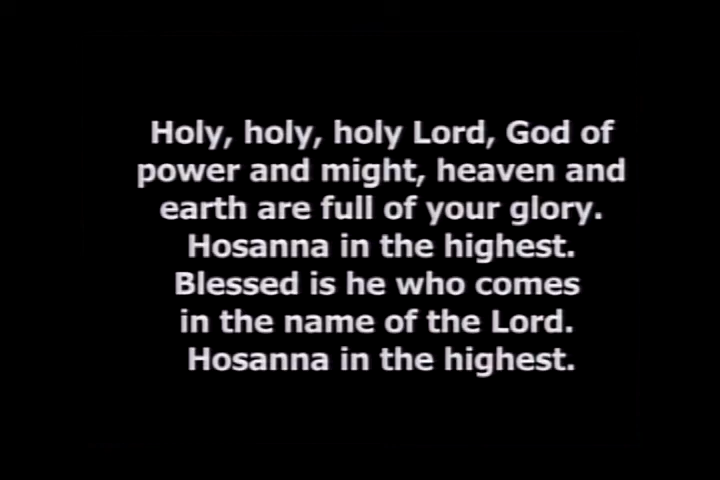 Holy, holy, holy Lord, God of
power and might, heaven and
earth are full of your glory.
Hosanna in the highest.
Blessed is he who comes
in the name of the Lord.
Hosanna in the highest.